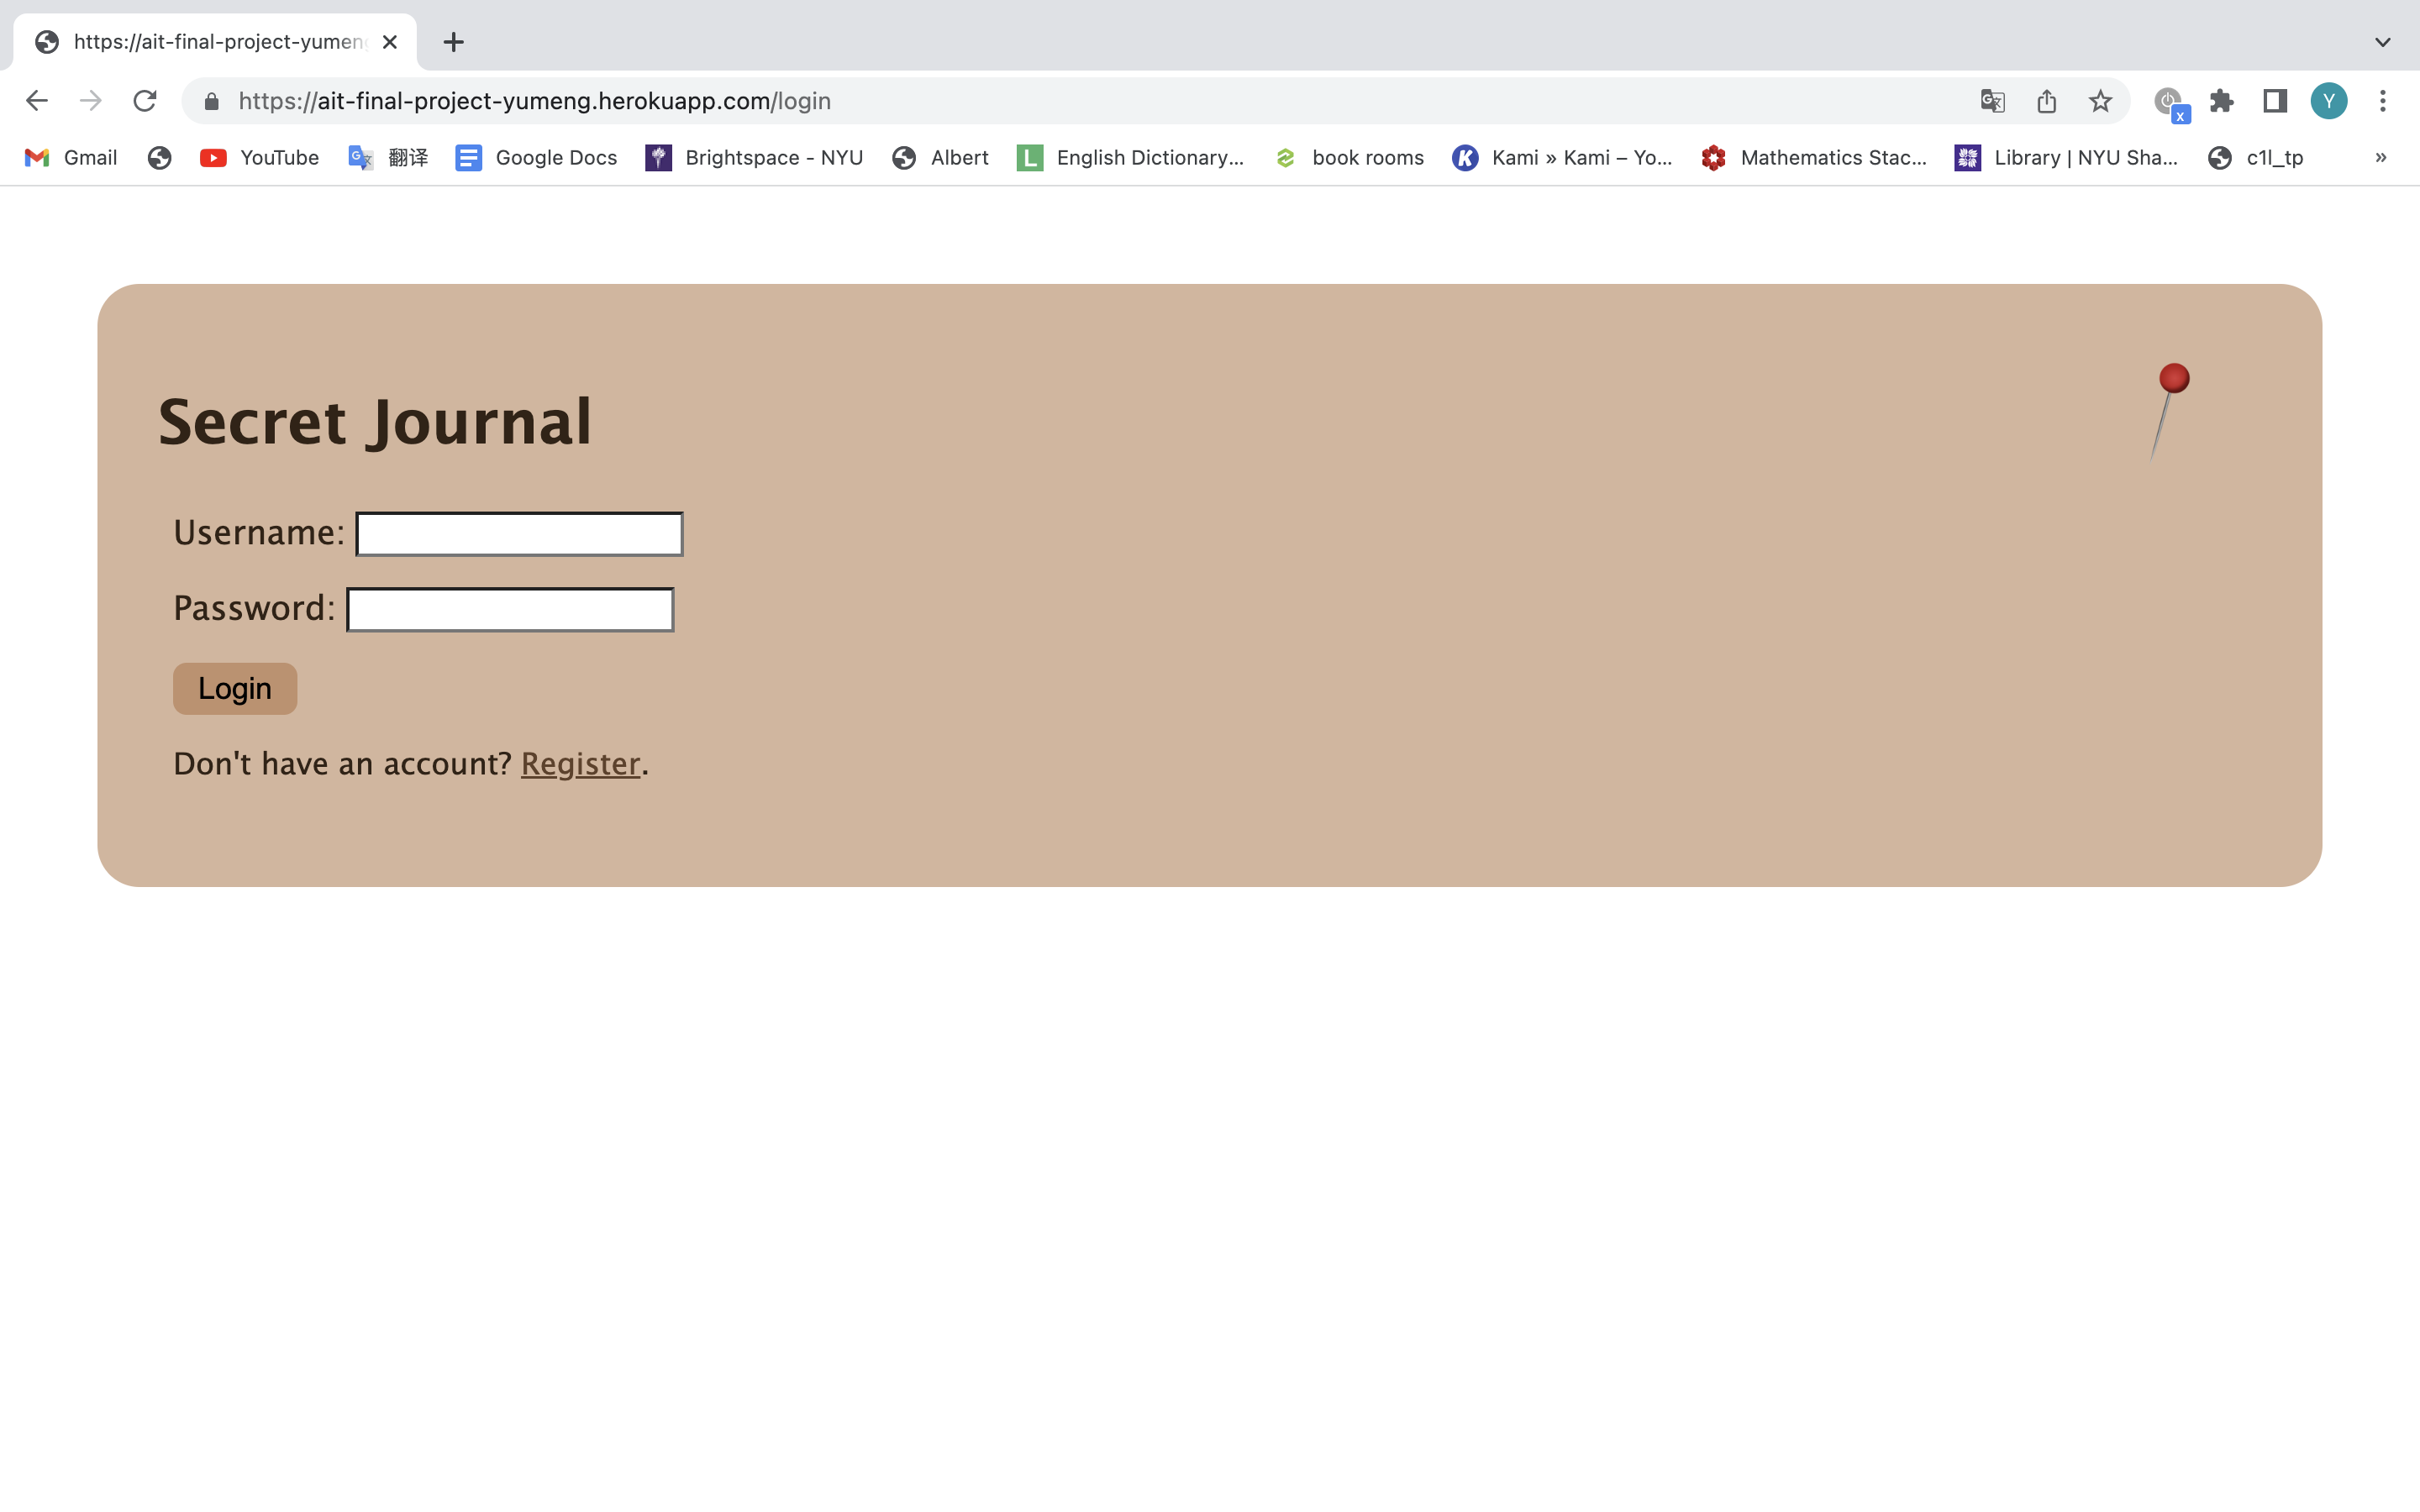 https://ait-final-project-yumen
https://ait-final-project-yumeng.herokuapp.com/login
Y
x
Gmail
YouTube
翻译
Google Docs
Brightspace - NYU
Albert
L English Dictionary...
book rooms
K Kami » Kami – Yo...
Mathematics Stac...
Library | NYU Sha...
c1l_tp
»
Secret Journal
Username:
Password:
Login
Don't have an account? Register.